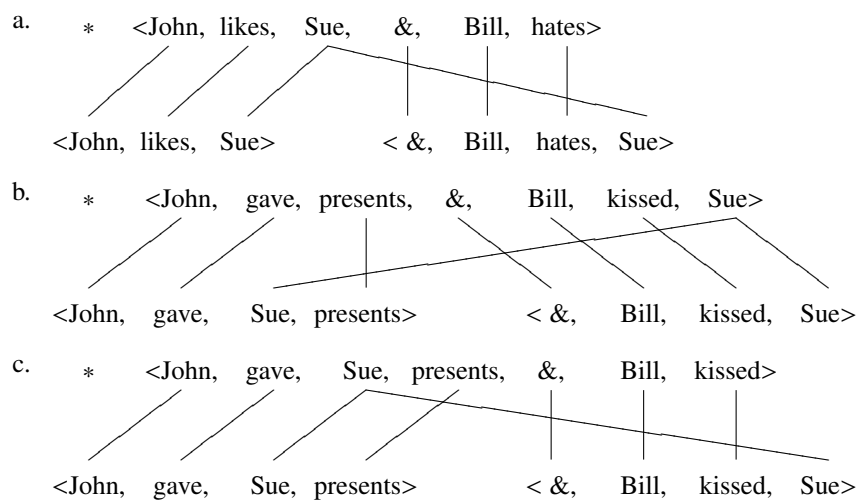 a. * <John, likes, Sue, &, Bill, hates>
<John, likes, Sue> < &, Bill, hates, Sue>
b. * <John, gave, presents, &, Bill, kissed, Sue>
<John, gave, Sue, presents> < &, Bill, kissed, Sue>
c. * <John, gave, Sue, presents, &, Bill, kissed>
<John, gave, Sue, presents> < &, Bill, kissed, Sue>